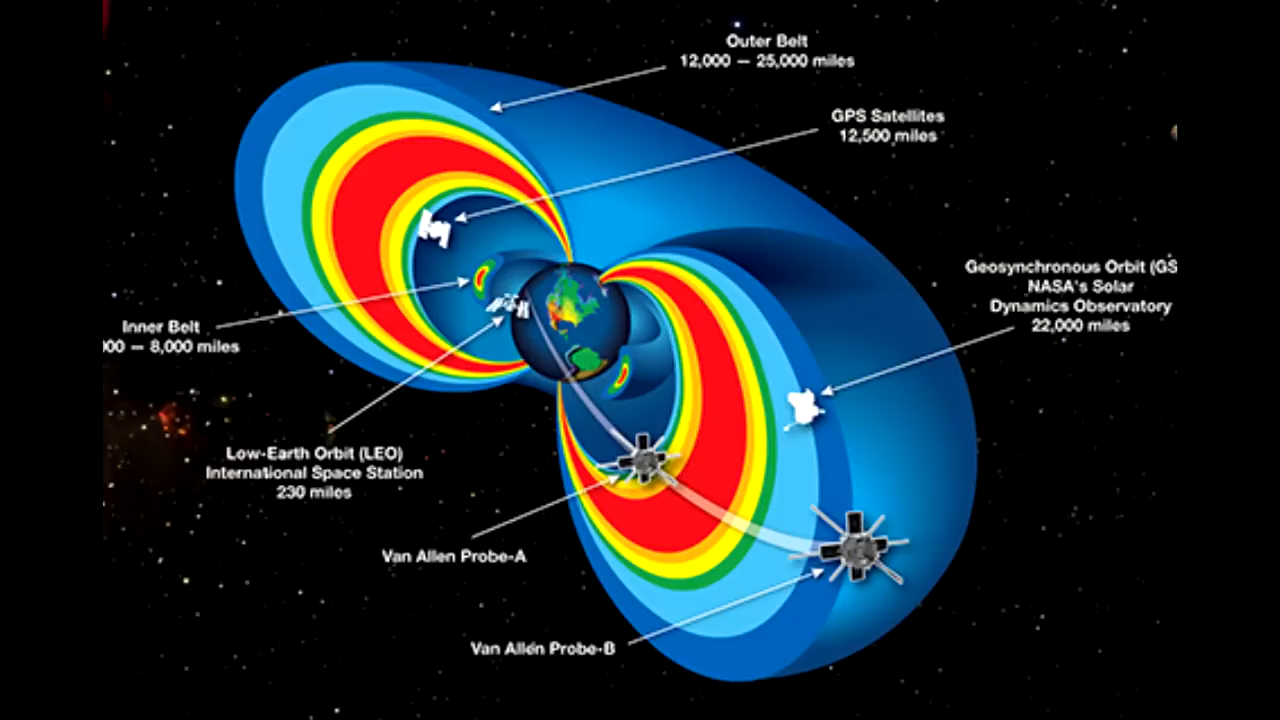 Outer Belt
12,000 — 25,000 miles
GPS Satellites
12,500 miles
Geosynchronous Orbit (GS
NASA's Solar
Dynamics Observatory
22,000 miles
Inner Belt
00 — 8,000 miles
Low-Earth Orbit (LEO)
International Space Station
230 miles
Van Allen Probe-A
Van Allen Probe-B